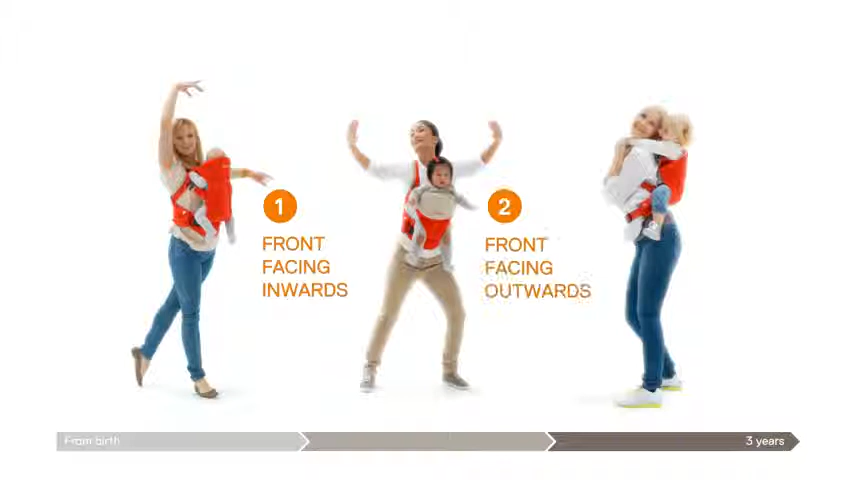 1
FRONT
FACING
INWARDS
2
FRONT
FACING
OUTWARDS
From birth
3 years